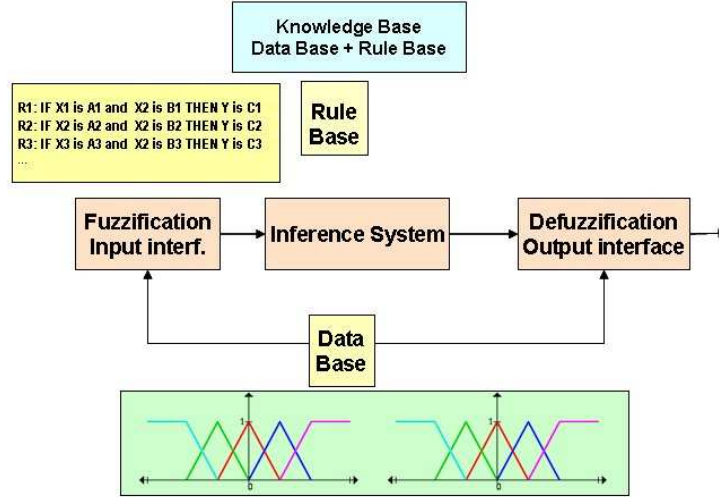 Knowledge Base
Data Base + Rule Base
R1: IF X1 is A1 and X2 is B1 THEN Y is C1
R2: IF X2 is A2 and X2 is B2 THEN Y is C2
R3: IF X3 is A3 and X2 is B3 THEN Y is C3
...
Rule
Base
Fuzzification
Input interf.
Inference System
Defuzzification
Output interface
Data
Base
1
0
1
0